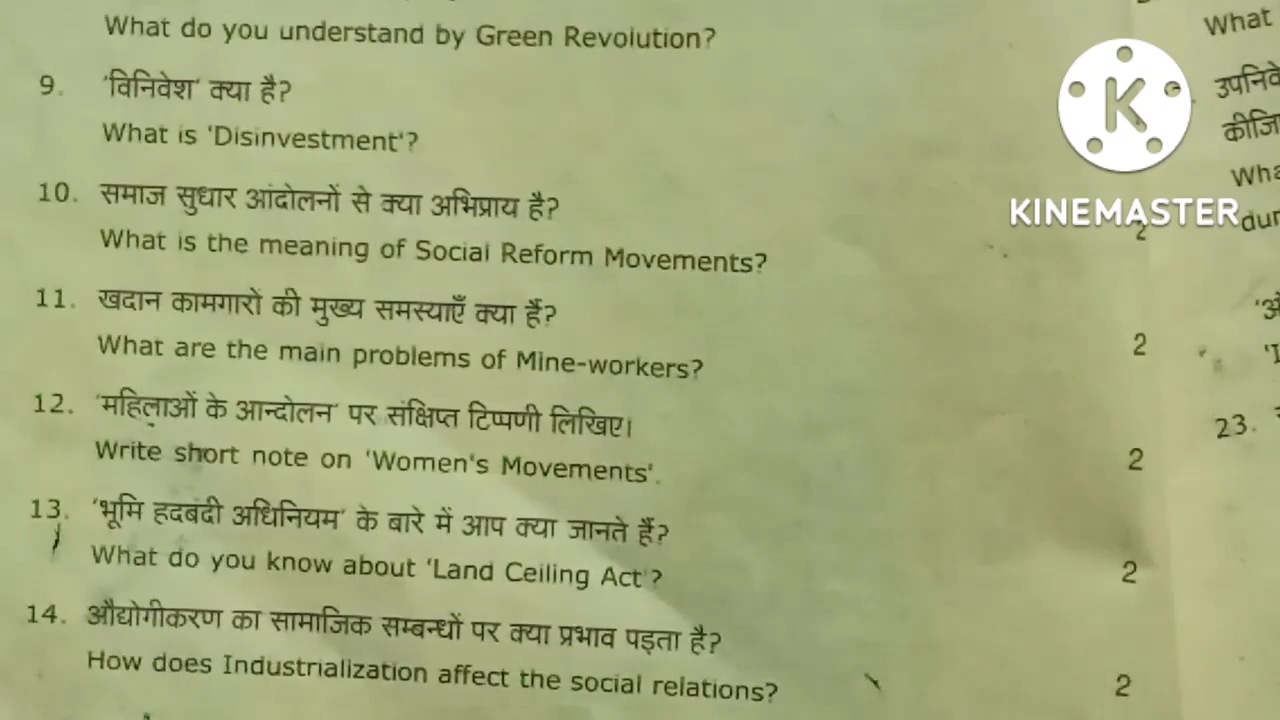 What do you understand by Green Revolution?
9. 'विनिवेश' क्या है?
What is 'Disinvestment'?
10. समाज सुधार आंदोलनों से क्या अभिप्राय है?
What is the meaning of Social Reform Movements? 2
11. खदान कामगारों की मुख्य समस्याएँ क्या हैं?
What are the main problems of Mine-workers? 2
12. 'महिलाओं के आन्दोलन' पर संक्षिप्त टिप्पणी लिखिए।
Write short note on 'Women's Movements'. 2
13. 'भूमि हदबंदी अधिनियम' के बारे में आप क्या जानते हैं?
What do you know about 'Land Ceiling Act'? 2
14. औद्योगीकरण का सामाजिक सम्बन्धों पर क्या प्रभाव पड़ता है?
How does Industrialization affect the social relations? 2
What
23.
K
KINEMASTER